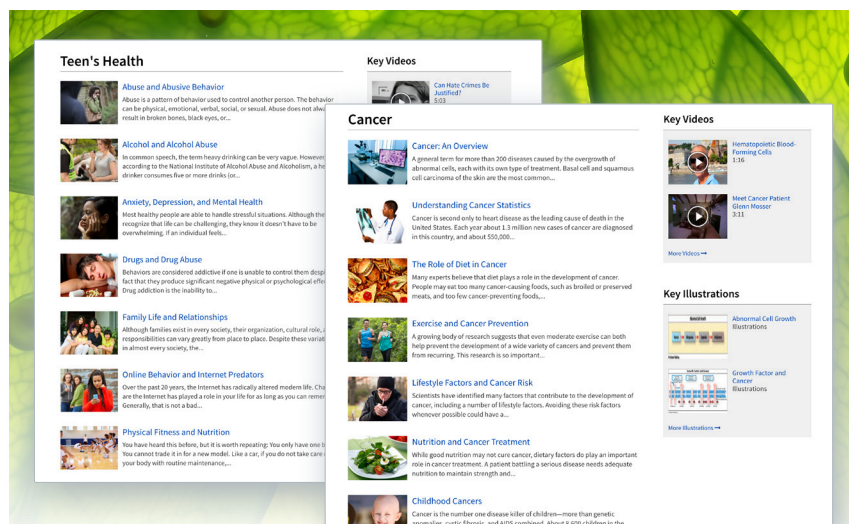 Teen's Health
Abuse and Abusive Behavior
Abuse is a pattern of behavior used to control another person. The behavior
can be physical, emotional, verbal, social, or sexual. Abuse does not
result in broken bones, black eyes, or...
Alcohol and Alcohol Abuse
In common speech, the term heavy drinking can be very vague. However
according to the National Institute of Alcohol Abuse and Alcoholism, a
drinker consumes five or more drinks (or...
Anxiety, Depression, and Mental Health
Most healthy people are able to handle stressful situations. Although
recognize that life can be challenging, they know it doesn't have to be
overwhelming. If an individual feels...
Drugs and Drug Abuse
Behaviors are considered addictive if one is unable to control them
fact that they produce significant negative physical or psychological
Drug addiction is the inability to...
Family Life and Relationships
Although families exist in every society, their organization, cultural role,
responsibilities can vary greatly from place to place. Despite these
in almost every society, the...
Online Behavior and Internet Predators
Over the past 20 years, the Internet has radically altered modern life.
are the Internet has played a role in your life for as long as you can
Generally, that is not a bad...
Physical Fitness and Nutrition
You have heard this before, but it is worth repeating: You only have one
You cannot trade it in for a new model. Like a car, if you do not take care
your body with routine maintenance,...
Key Videos
Can Hate Crimes Be
Justified?
5:03
Cancer
Cancer: An Overview
A general term for more than 200 diseases caused by the overgrowth of
abnormal cells, each with its own type of treatment. Basal cell and squamous
cell carcinoma of the skin are the most common...
Understanding Cancer Statistics
Cancer is second only to heart disease as the leading cause of death in the
United States. Each year about 1.3 million new cases of cancer are diagnosed
in this country, and about 550,000...
The Role of Diet in Cancer
Many experts believe that diet plays a role in the development of cancer.
People may eat too many cancer-causing foods, such as broiled or preserved
meats, and too few cancer-preventing foods,...
Exercise and Cancer Prevention
A growing body of research suggests that even moderate exercise can both
help prevent the development of a wide variety of cancers and prevent them
from recurring. This research is so important...
Lifestyle Factors and Cancer Risk
Scientists have identified many factors that contribute to the development of
cancer, including a number of lifestyle factors. Avoiding these risk factors
whenever possible could have a...
Nutrition and Cancer Treatment
While good nutrition may not cure cancer, dietary factors do play an important
role in cancer treatment. A patient battling a serious disease needs adequate
nutrition to maintain strength and...
Childhood Cancers
Cancer is the number one disease killer of children—more than genetic
anomalies, cystic fibrosis, and AIDS combined. About 8,600 children in the
Key Videos
Hematopoietic Blood-
Forming Cells
1:16
Meet Cancer Patient
Glenn Mosser
3:11
More Videos
Key Illustrations
Abnormal Cell Growth
Illustrations
Growth Factor and
Cancer
Illustrations
More Illustrations